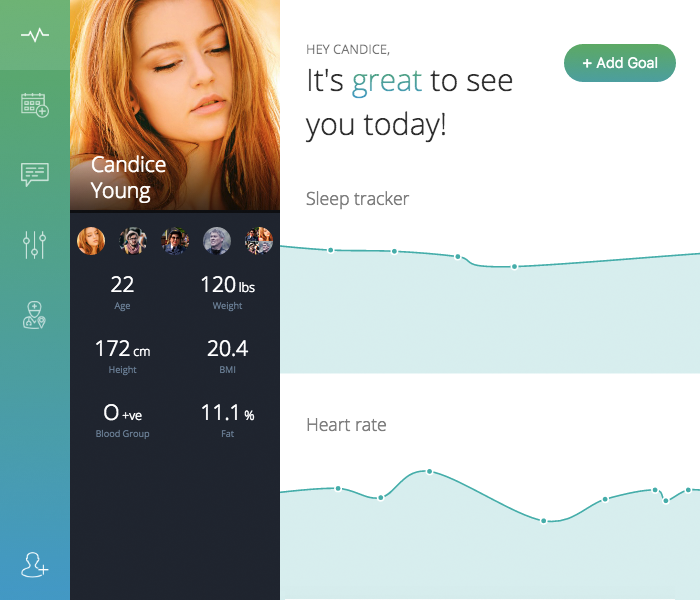 Candice
Young
22
Age
120 lbs
Weight
172 cm
Height
20.4
BMI
O +ve
Blood Group
11.1 %
Fat
HEY CANDICE,
It's great to see
you today!
+ Add Goal
Sleep tracker
Heart rate